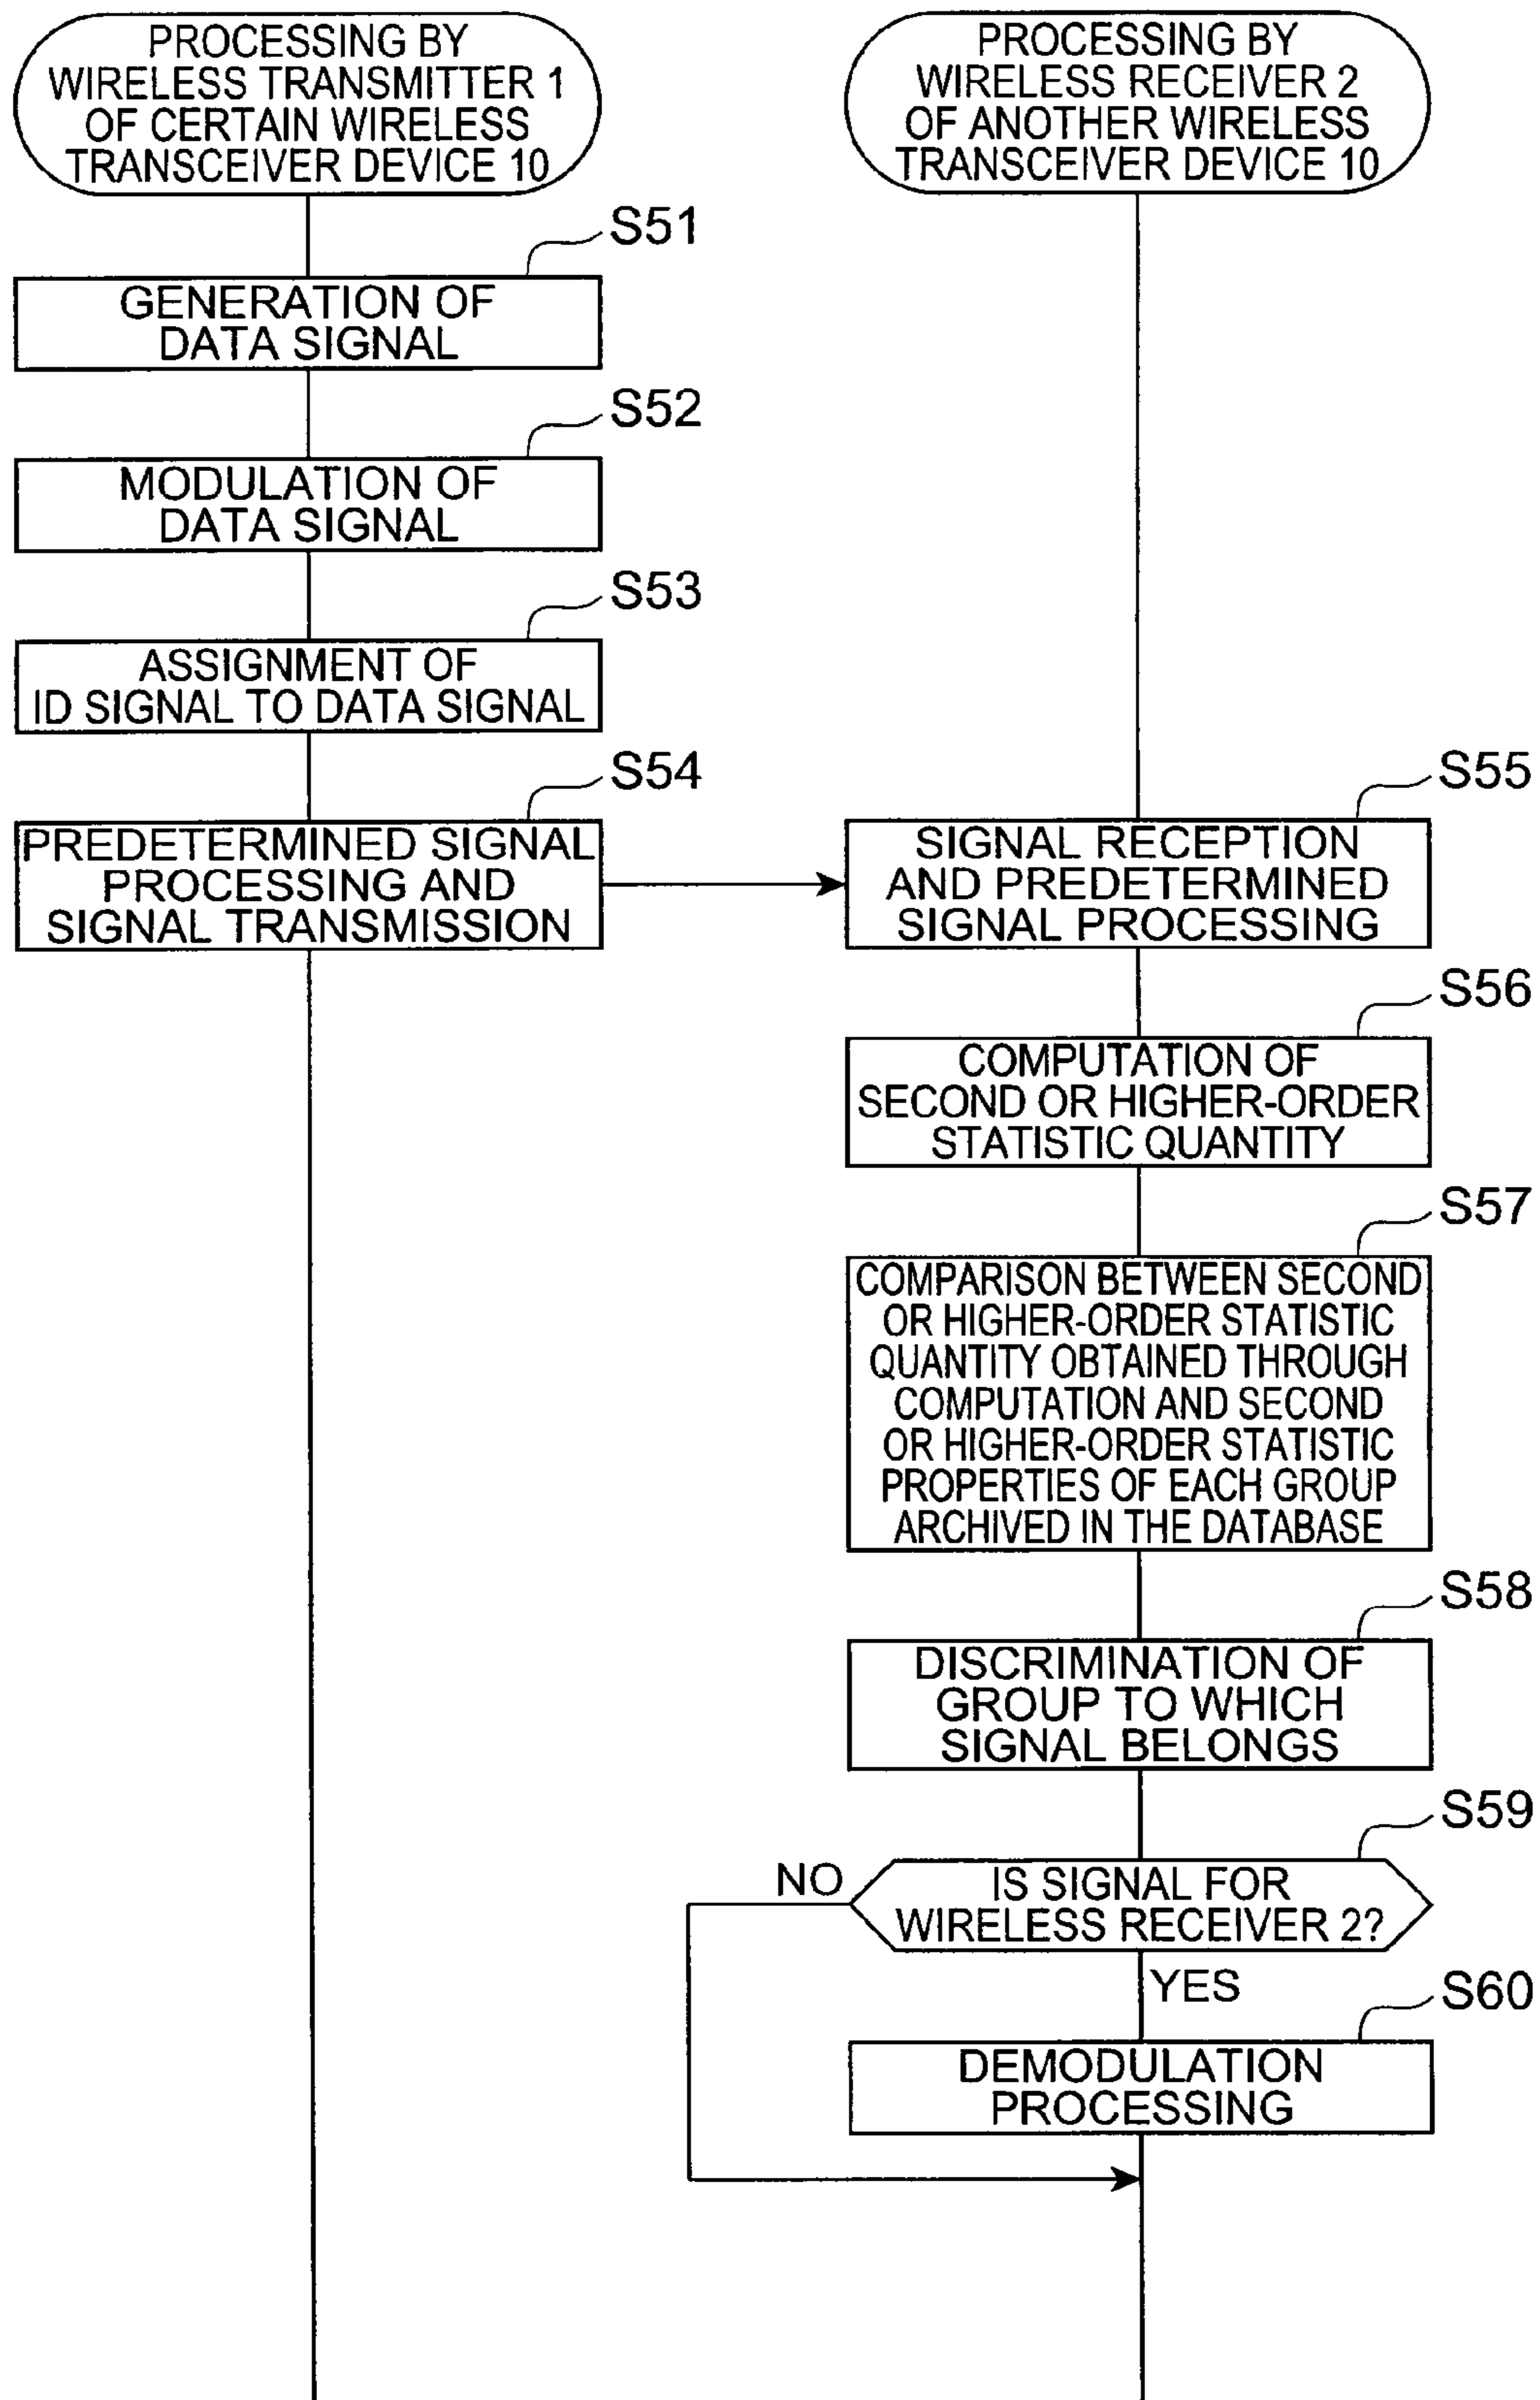 PROCESSING BY
WIRELESS TRANSMITTER 1
OF CERTAIN WIRELESS
TRANSCEIVER DEVICE 10
S51
GENERATION OF
DATA SIGNAL
S52
MODULATION OF
DATA SIGNAL
S53
ASSIGNMENT OF
ID SIGNAL TO DATA SIGNAL
S54
PREDETERMINED SIGNAL
PROCESSING AND
SIGNAL TRANSMISSION
PROCESSING BY
WIRELESS RECEIVER 2
OF ANOTHER WIRELESS
TRANSCEIVER DEVICE 10
S55
SIGNAL RECEPTION
AND PREDETERMINED
SIGNAL PROCESSING
S56
COMPUTATION OF
SECOND OR HIGHER-ORDER
STATISTIC QUANTITY
S57
COMPARISON BETWEEN SECOND
OR HIGHER-ORDER STATISTIC
QUANTITY OBTAINED THROUGH
COMPUTATION AND SECOND
OR HIGHER-ORDER STATISTIC
PROPERTIES OF EACH GROUP
ARCHIVED IN THE DATABASE
S58
DISCRIMINATION OF
GROUP TO WHICH
SIGNAL BELONGS
S59
NO
IS SIGNAL FOR
WIRELESS RECEIVER 2?
YES
S60
DEMODULATION
PROCESSING